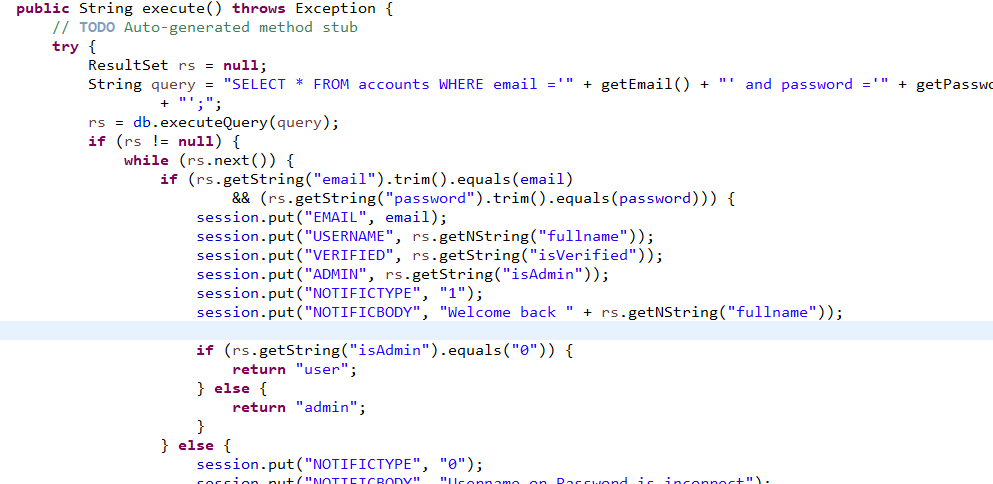 public String execute() throws Exception {
// TODO Auto-generated method stub
try {
ResultSet rs = null;
String query = "SELECT * FROM accounts WHERE email ='" + getEmail() + "' and password ='" + getPasswo
+ "';";
rs = db.executeQuery(query);
if (rs != null) {
while (rs.next()) {
if (rs.getString("email").trim().equals(email)
&& (rs.getString("password").trim().equals(password))) {
session.put("EMAIL", email);
session.put("USERNAME", rs.getNString("fullname"));
session.put("VERIFIED", rs.getString("isVerified"));
session.put("ADMIN", rs.getString("isAdmin"));
session.put("NOTIFICTYPE", "1");
session.put("NOTIFICBODY", "Welcome back " + rs.getNString("fullname"));
if (rs.getString("isAdmin").equals("0")) {
return "user";
} else {
return "admin";
}
} else {
session.put("NOTIFICTYPE", "0");
session.put("NOTIFICBODY", "Username or Password is incorrect");